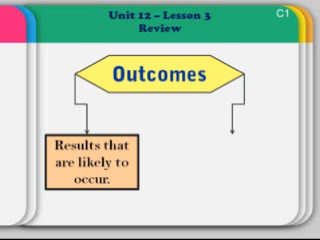 Unit 12 – Lesson 3
Review
C1
Outcomes
Results that
are likely to
occur.